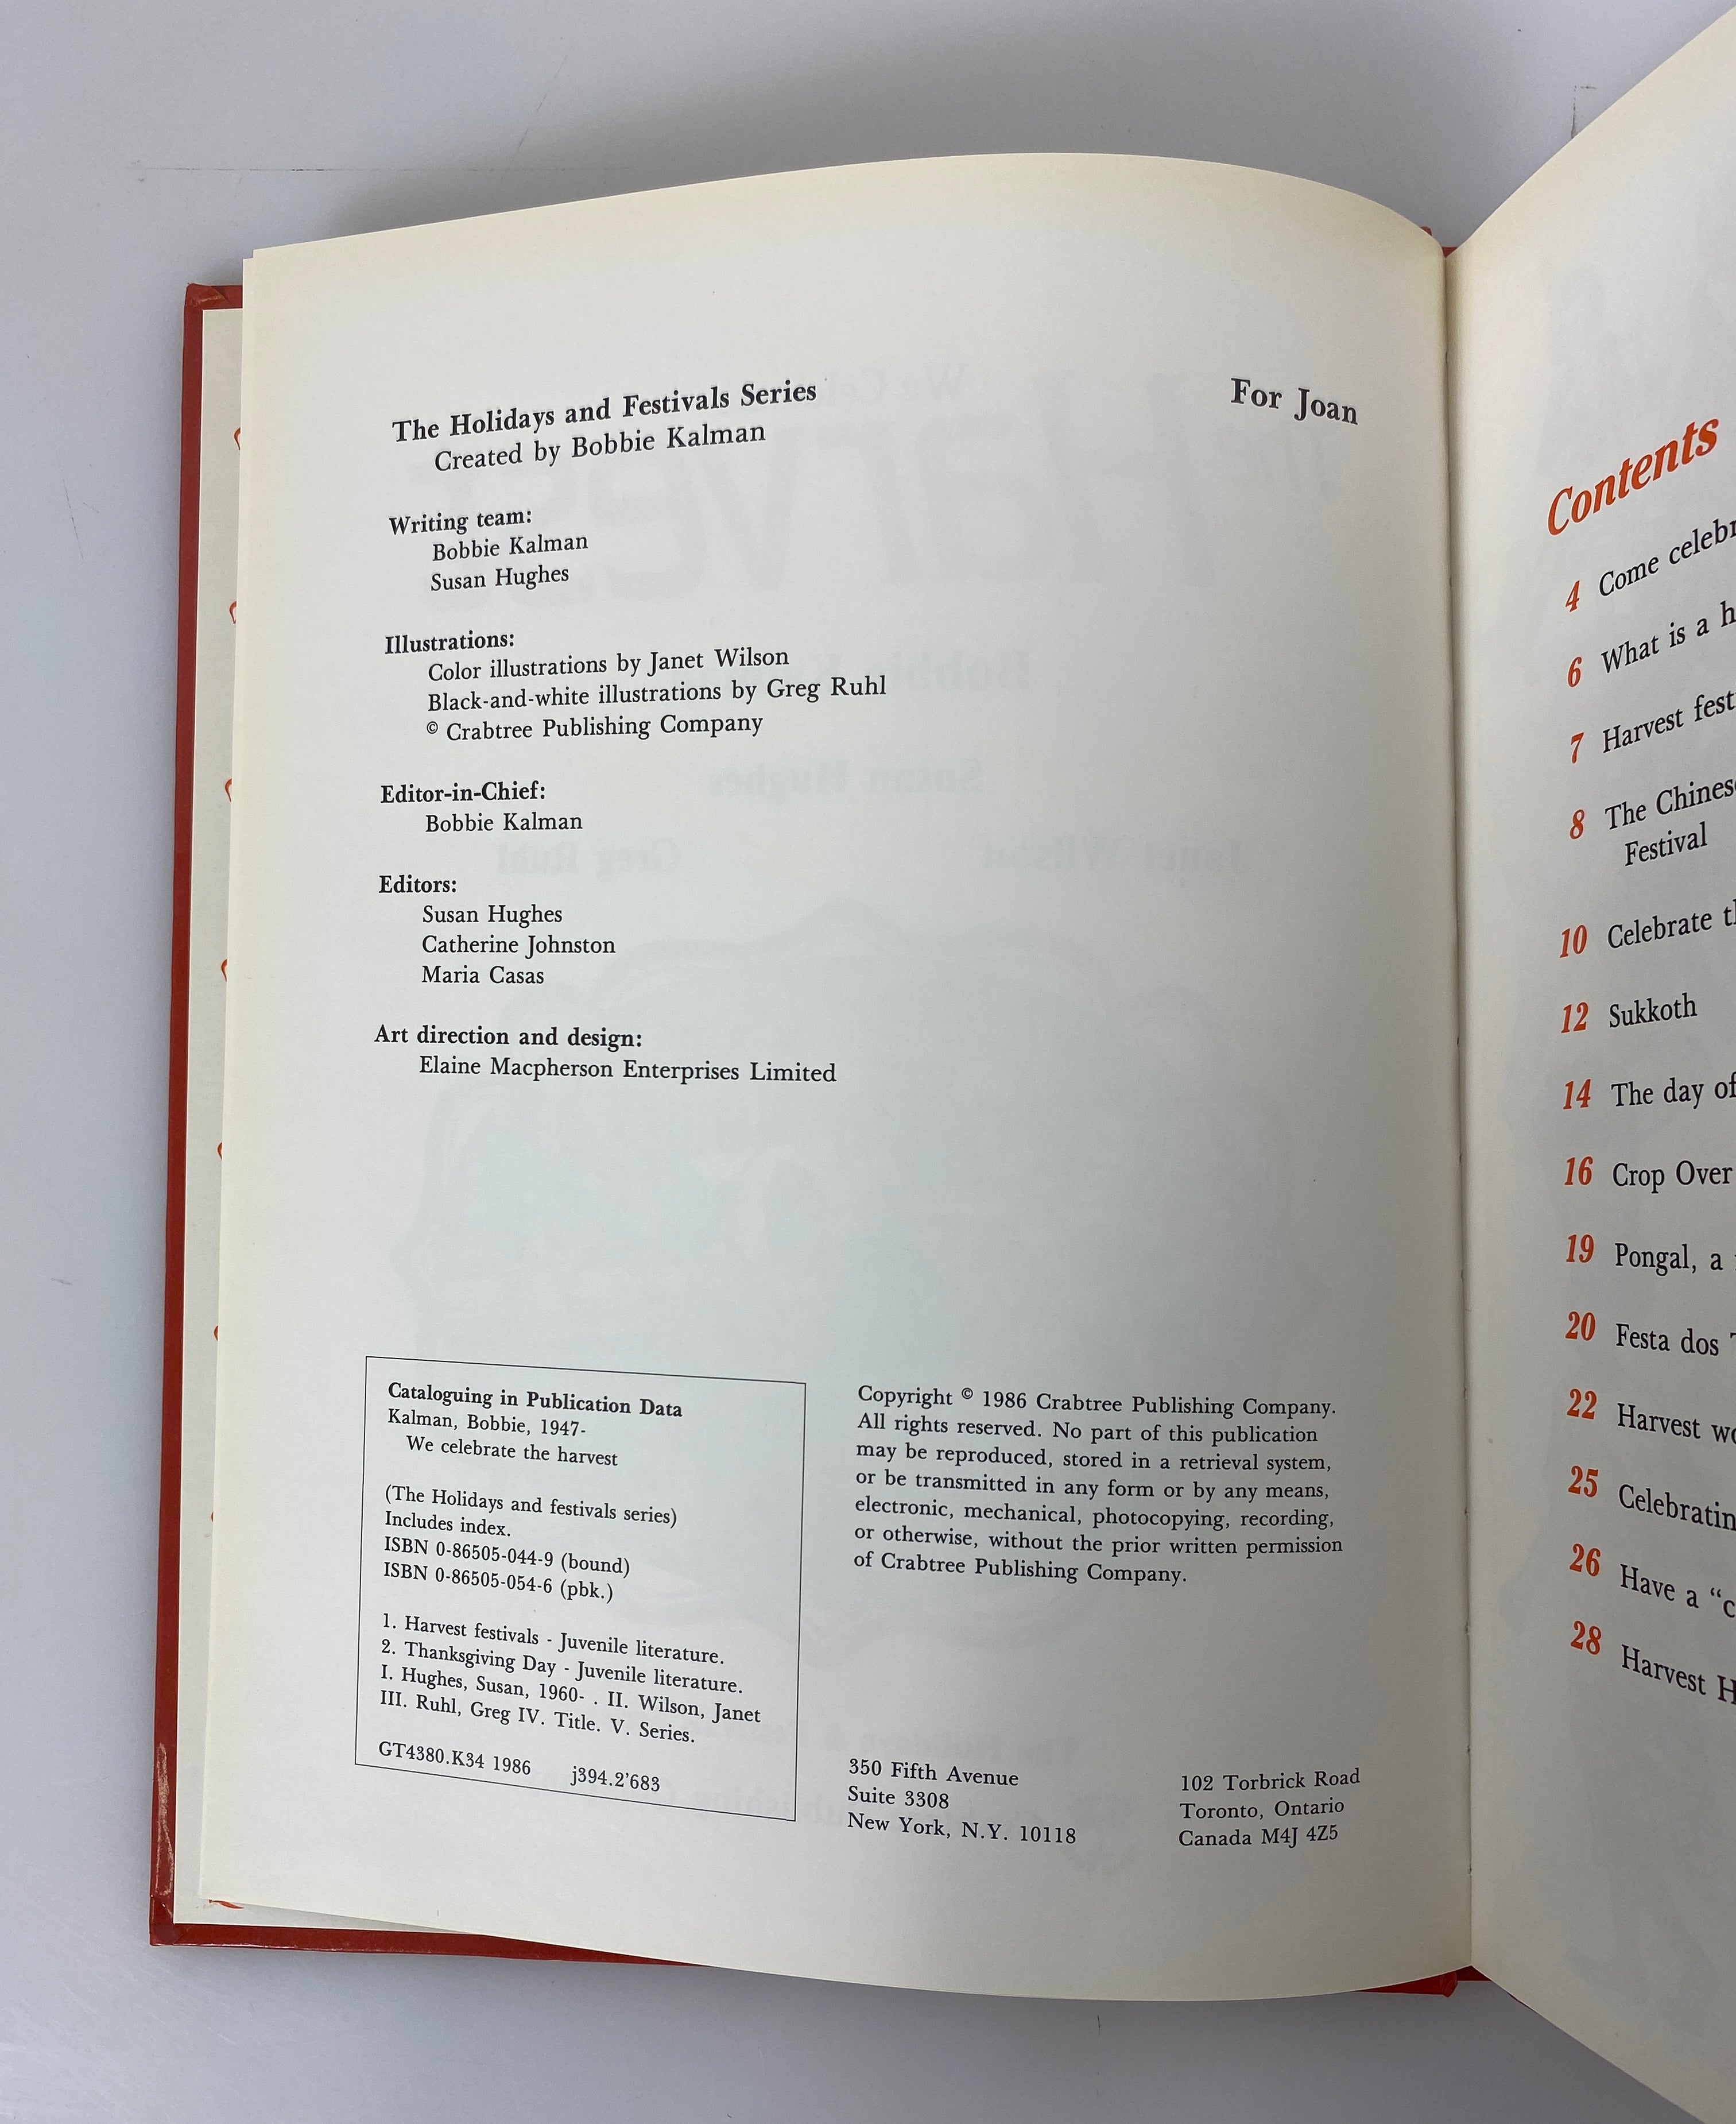 The Holidays and Festivals Series
Created by Bobbie Kalman
For Joan
Writing team:
Bobbie Kalman
Susan Hughes
Illustrations:
Color illustrations by Janet Wilson
Black-and-white illustrations by Greg Ruhl
© Crabtree Publishing Company
Editor-in-Chief:
Bobbie Kalman
Editors:
Susan Hughes
Catherine Johnston
Maria Casas
Art direction and design:
Elaine Macpherson Enterprises Limited
Cataloguing in Publication Data
Kalman, Bobbie, 1947-
We celebrate the harvest
(The Holidays and festivals series)
Includes index.
ISBN 0-86505-044-9 (bound)
ISBN 0-86505-054-6 (pbk.)
1. Harvest festivals - Juvenile literature.
2. Thanksgiving Day - Juvenile literature.
I. Hughes, Susan, 1960- . II. Wilson, Janet
III. Ruhl, Greg IV. Title. V. Series.
GT4380.K34 1986 j394.2'683
Copyright © 1986 Crabtree Publishing Company.
All rights reserved. No part of this publication
may be reproduced, stored in a retrieval system,
or be transmitted in any form or by any means,
electronic, mechanical, photocopying, recording,
or otherwise, without the prior written permission
of Crabtree Publishing Company.
350 Fifth Avenue
Suite 3308
New York, N.Y. 10118
102 Torbrick Road
Toronto, Ontario
Canada M4J 4Z5
Contents
4 Come
6 What is a
7 Harvest
8 The
Festival
10 Celebrate
12 Sukkoth
14 The day of
16 Crop Over
19 Pongal, a
20 Festa dos
22 Harvest
25
26 Have a
28 Harvest